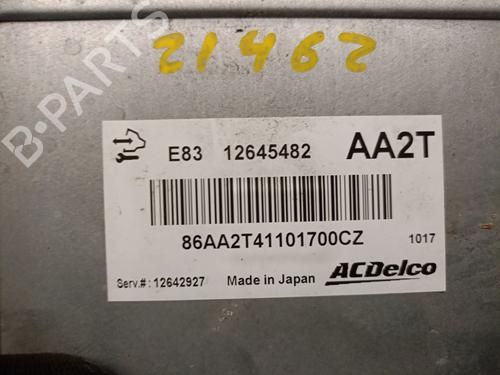 21462
B-PARTS
E83 12645482 AA2T
86AA2T41101700CZ 1017
Serv.#: 12642927 Made in Japan ACDelco